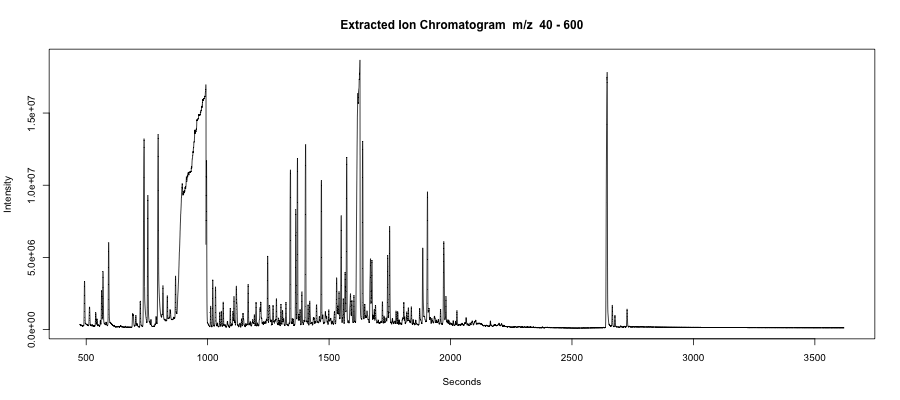 Extracted Ion Chromatogram  m/z  40 - 600
Intensity
1.5e+07
1.0e+07
5.0e+06
0.0e+00
500 1000 1500 2000 2500 3000 3500
Seconds